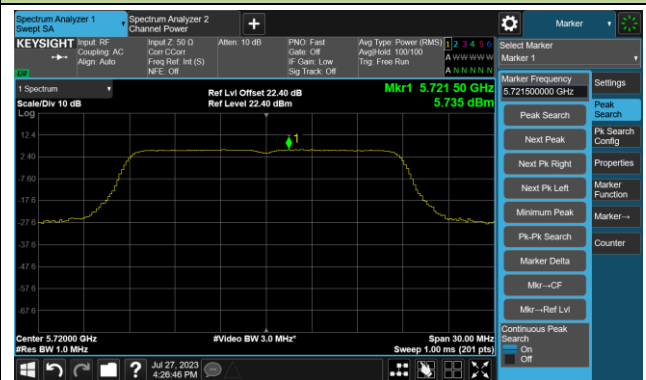 Spectrum Analyzer 1
Swept SA
Spectrum Analyzer 2
Channel Power
Marker
KEYSIGHT
Input: RF
Coupling: AC
Align: Auto
Input Z: 50 Ω
Corr CCorr
Freq Ref: Int (S)
NFE: Off
Atten: 10 dB
PNO: Fast
Gate: Off
IF Gain: Low
Sig Track: Off
Avg Type: Power (RMS)
Avg|Hold: 100/100
Trig: Free Run
1 2 3 4 5 6
A W W W W W
A N N N N N
LXI
1 Spectrum
Scale/Div 10 dB
Log
Ref Lvl Offset 22.40 dB
Ref Level 22.40 dBm
Mkr1 5.721 50 GHz
5.735 dBm
12.4
2.40
-7.60
-17.6
-27.6
-37.6
-47.6
-57.6
-67.6
1
Center 5.72000 GHz
#Res BW 1.0 MHz
#Video BW 3.0 MHz*
Span 30.00 MHz
Sweep 1.00 ms (201 pts)
Jul 27, 2023
4:26:46 PM
Select Marker
Marker 1
Marker Frequency
5.721500000 GHz
Peak Search
Next Peak
Next Pk Right
Next Pk Left
Minimum Peak
Pk-Pk Search
Marker Delta
Mkr→CF
Mkr→Ref Lvl
Continuous Peak
Search
On
Off
Settings
Peak
Search
Pk Search
Config
Properties
Marker
Function
Marker→
Counter